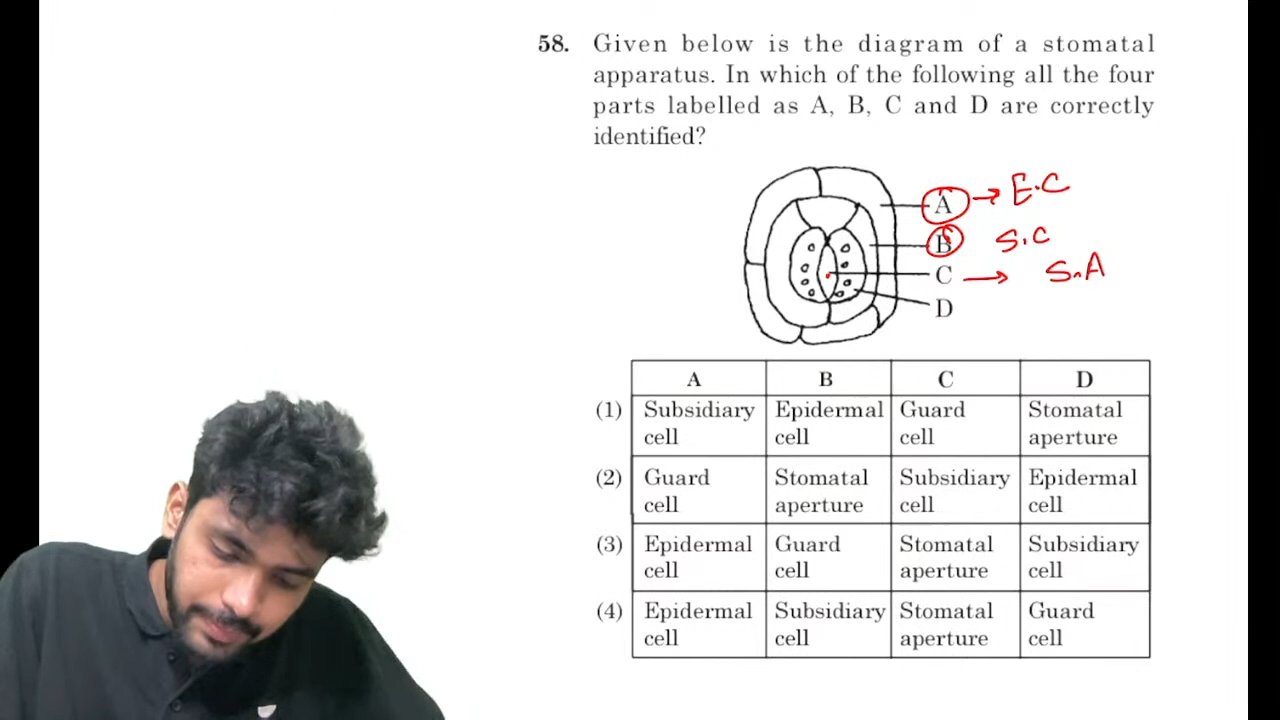 58. Given below is the diagram of a stomatal
apparatus. In which of the following all the four
parts labelled as A, B, C and D are correctly
identified?
A → E.C
B S.C
C → S.A
D
A B C D
(1) Subsidiary cell Epidermal cell Guard cell Stomatal aperture
(2) Guard cell Stomatal aperture Subsidiary cell Epidermal cell
(3) Epidermal cell Guard cell Stomatal aperture Subsidiary cell
(4) Epidermal cell Subsidiary cell Stomatal aperture Guard cell